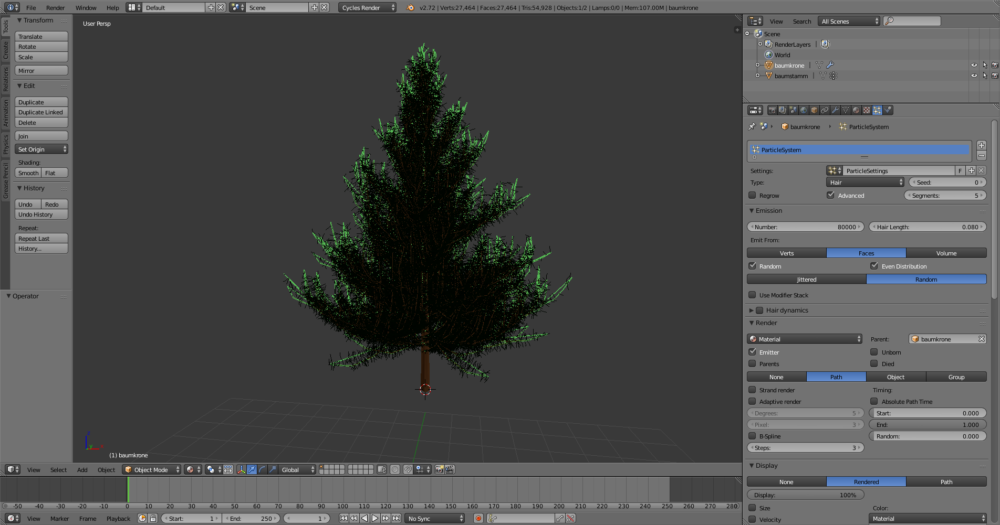 File Render Window Help Default Scene Cycles Render v2.72 | Verts:27,464 | Faces:27,464 | Tris:54,928 | Objects:1/2 | Lamps:0/0 | Mem:107.00M | baumkrone
Tools
Create
Relations
Animation
Physics
Grease Pencil
Transform
Translate
Rotate
Scale
Mirror
Edit
Duplicate
Duplicate Linked
Delete
Join
Set Origin
Shading:
Smooth Flat
History
Undo Redo
Undo History
Repeat:
Repeat Last
History...
Operator
User Persp
z
y
x
(1) baumkrone
View Select Add Object Object Mode Global
-50 -40 -30 -20 -10 0 10 20 30 40 50 60 70 80 90 100 110 120 130 140 150 160 170 180 190 200 210 220 230 240 250 260 270 280
View Marker Frame Playback Start: 1 End: 250 1 No Sync
View Search All Scenes
Scene
RenderLayers |
World
baumkrone |
baumstamm |
baumkrone ParticleSystem
ParticleSystem
Settings: ParticleSettings F
Type: Hair Seed: 0
Regrow Advanced Segments: 5
Emission
Number: 80000 Hair Length: 0.080
Emit From:
Verts Faces Volume
Random Even Distribution
Jittered Random
Use Modifier Stack
Hair dynamics
Render
Material Parent: baumkrone
Emitter Unborn
Parents Died
None Path Object Group
Strand render Timing:
Adaptive render Absolute Path Time
Degrees: 5 Start: 0.000
Pixel: 3 End: 1.000
B-Spline Random: 0.000
Steps: 3
Display
None Rendered Path
Display: 100%
Size Color:
Velocity Material